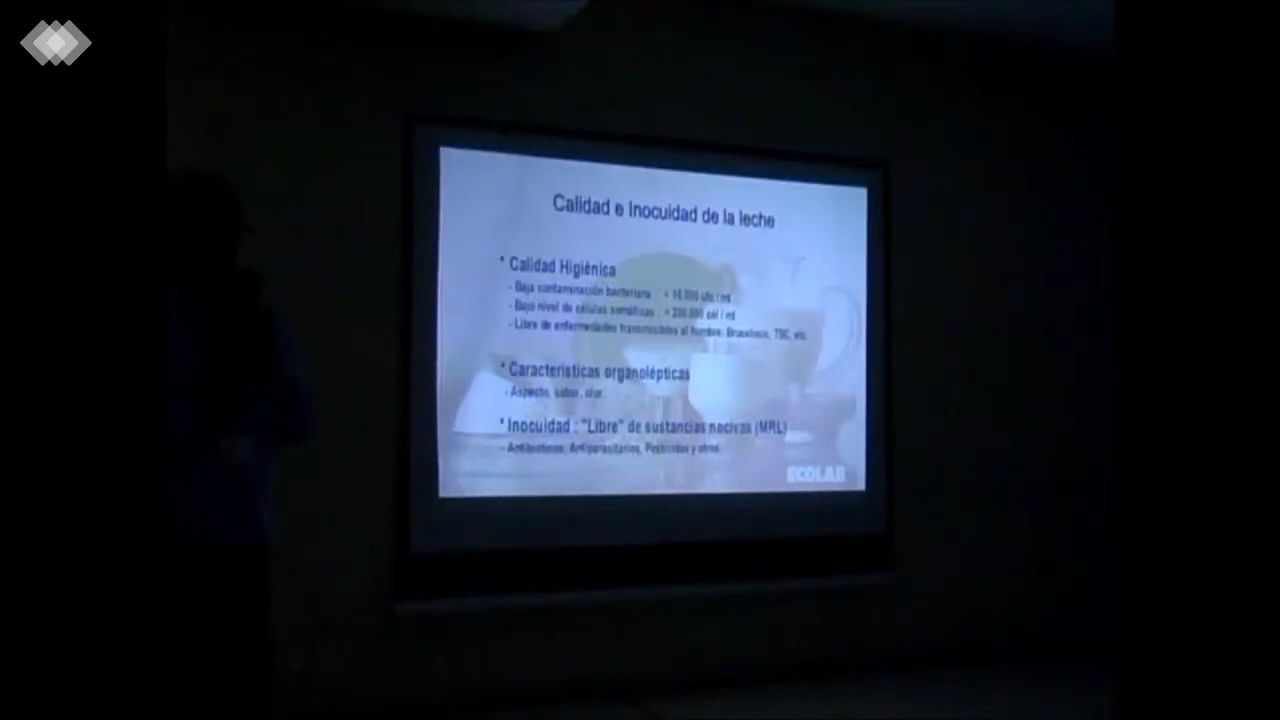 Calidad e Inocuidad de la leche
* Calidad Higiénica
- Baja contaminación bacteriana : < 10,000 ufc / ml
- Bajo nivel de células somáticas : < 200.000 cél / ml
- Libre de enfermedades transmisibles al hombre: Brucelosis, TBC, etc.
* Características organolépticas
- Aspecto, sabor, olor.
* Inocuidad : "Libre" de sustancias nocivas (MRL)
- Antibióticos, Antiparasitarios, Pesticidas y otros.
ECOLAB